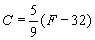 C = 5/9 (F − 32)